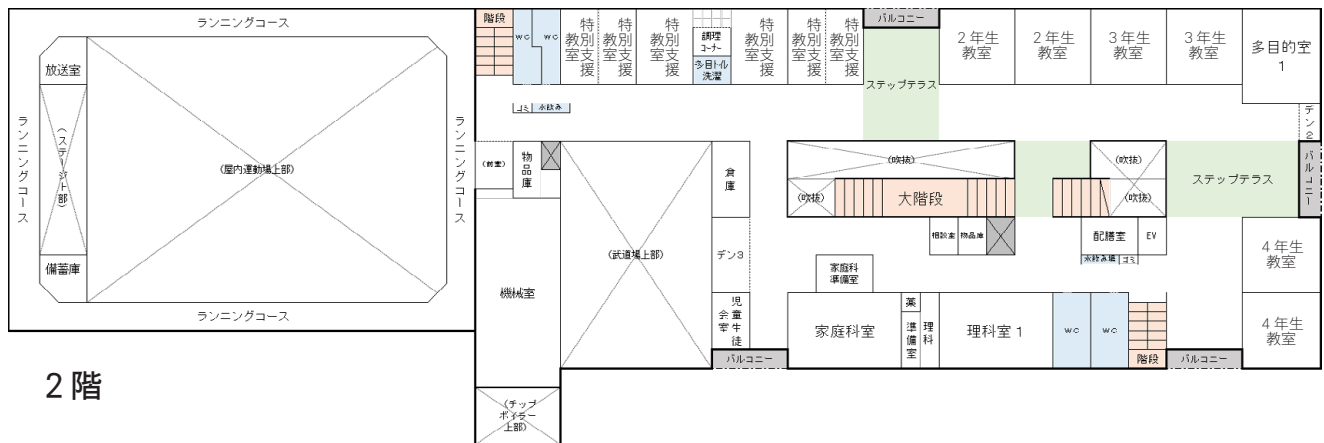 ランニングコース
放送室
ランニングコース
(ステージ上部)
(屋内運動場上部)
ランニングコース
備蓄庫
ランニングコース
2階
階段
WC
WC
特別支援
教室
特別支援
教室
特別支援
教室
調理
コーナー
多目トイレ
洗濯
特別支援
教室
特別支援
教室
特別支援
教室
バルコニー
ステップテラス
2年生
教室
2年生
教室
3年生
教室
3年生
教室
多目的室
1
ゴミ
水飲み
デン2
バルコニー
(前室)
物品庫
倉庫
(吹抜)
(吹抜)
大階段
(吹抜)
(吹抜)
ステップテラス
機械室
(武道場上部)
デン3
相談室
物品庫
配膳室
EV
水飲み場
ゴミ
家庭科
準備室
4年生
教室
児童生徒
会室
家庭科室
薬
理科
準備室
理科室1
WC
WC
階段
4年生
教室
バルコニー
バルコニー
(チップ
ボイラー
上部)